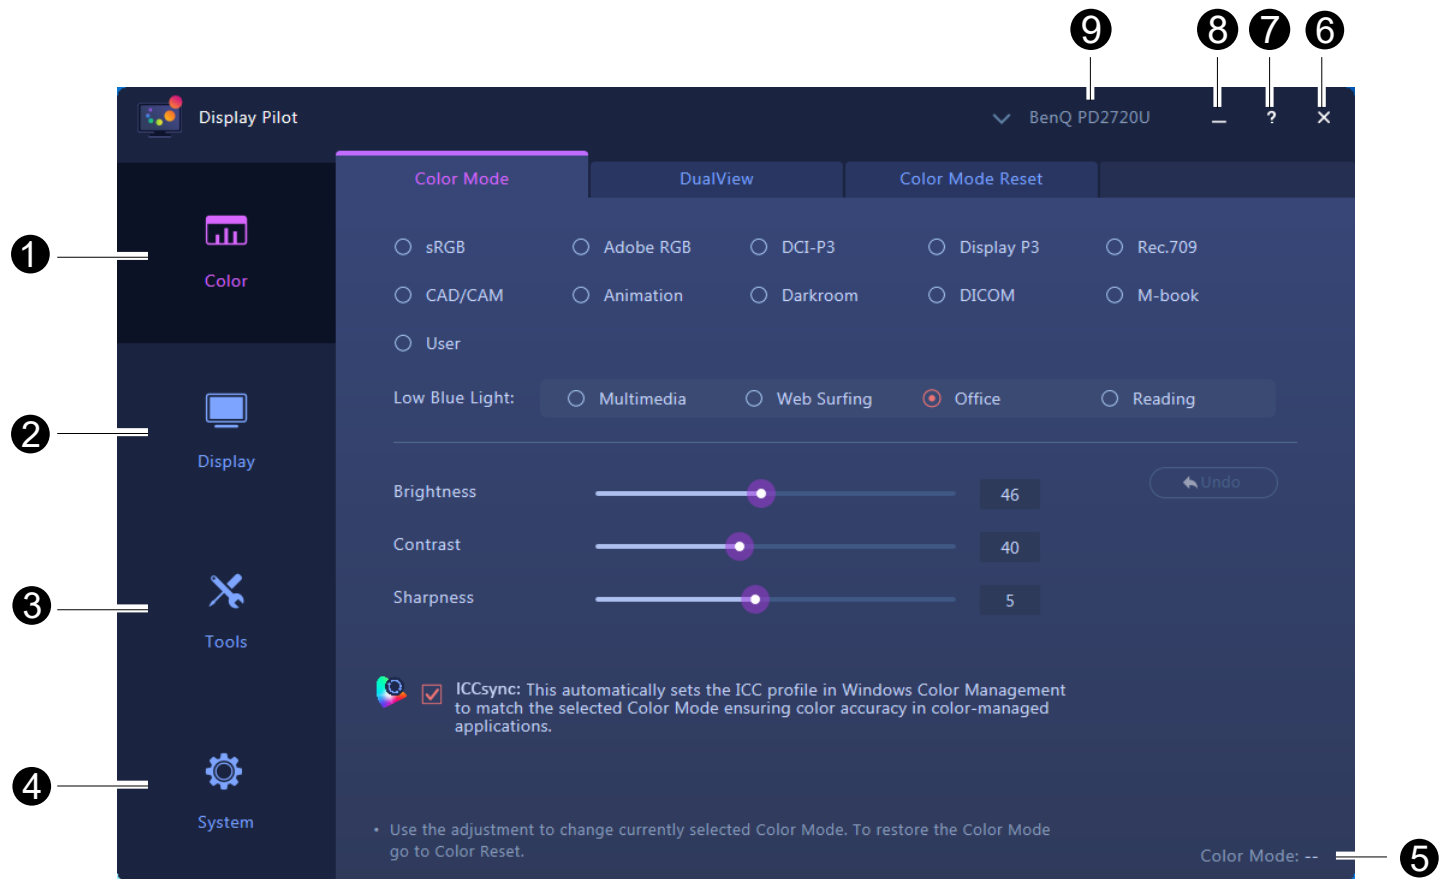 9 8 7 6
Display Pilot
BenQ PD2720U _ ? ×
Color Mode DualView Color Mode Reset
1
Color
sRGB Adobe RGB DCI-P3 Display P3 Rec.709
CAD/CAM Animation Darkroom DICOM M-book
User
Low Blue Light: Multimedia Web Surfing Office Reading
2
Display
Brightness 46 Undo
Contrast 40
Sharpness 5
3
Tools
ICCsync: This automatically sets the ICC profile in Windows Color Management
to match the selected Color Mode ensuring color accuracy in color-managed
applications.
4
System
• Use the adjustment to change currently selected Color Mode. To restore the Color Mode
go to Color Reset.
Color Mode: --
5